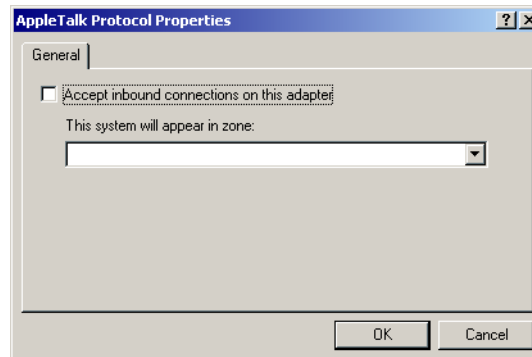 AppleTalk Protocol Properties
General
Accept inbound connections on this adapter
This system will appear in zone:
OK Cancel